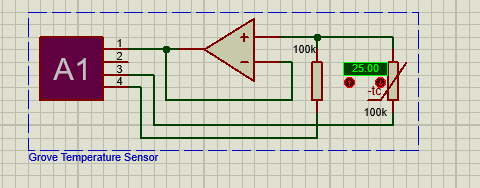 1
2
3
4
A1
+
−
100k
25.00
-tc
100k
Grove Temperature Sensor